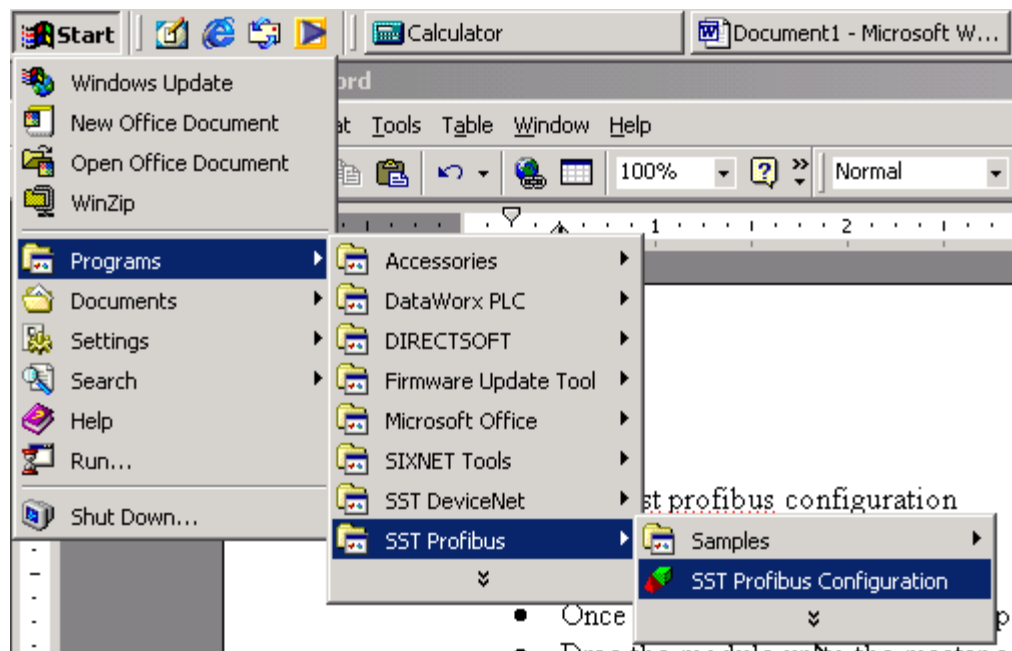 Start Calculator Document1 - Microsoft W...
Windows Update
ord
New Office Document
at Tools Table Window Help
Open Office Document
100% Normal
WinZip
1 2
Programs
Documents
Settings
Search
Help
Run...
Shut Down...
Accessories
DataWorx PLC
DIRECTSOFT
Firmware Update Tool
Microsoft Office
SIXNET Tools
SST DeviceNet
SST Profibus
st profibus configuration
Samples
SST Profibus Configuration
• Once
p